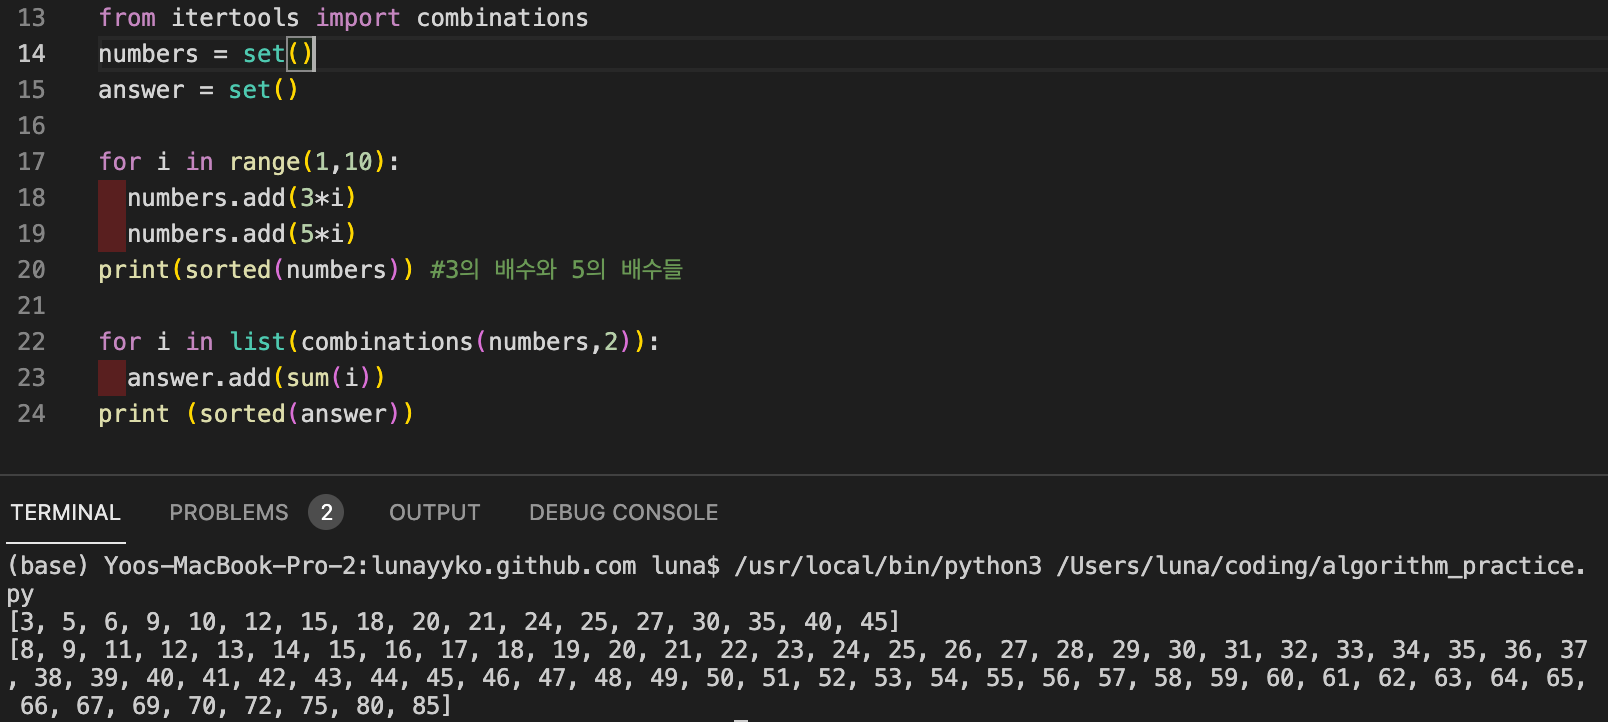 13 from itertools import combinations
14 numbers = set()
15 answer = set()
16
17 for i in range(1,10):
18 numbers.add(3*i)
19 numbers.add(5*i)
20 print(sorted(numbers)) #3의 배수와 5의 배수들
21
22 for i in list(combinations(numbers,2)):
23 answer.add(sum(i))
24 print (sorted(answer))
TERMINAL PROBLEMS 2 OUTPUT DEBUG CONSOLE
(base) Yoos-MacBook-Pro-2:lunayyko.github.com luna$ /usr/local/bin/python3 /Users/luna/coding/algorithm_practice.
py
[3, 5, 6, 9, 10, 12, 15, 18, 20, 21, 24, 25, 27, 30, 35, 40, 45]
[8, 9, 11, 12, 13, 14, 15, 16, 17, 18, 19, 20, 21, 22, 23, 24, 25, 26, 27, 28, 29, 30, 31, 32, 33, 34, 35, 36, 37
, 38, 39, 40, 41, 42, 43, 44, 45, 46, 47, 48, 49, 50, 51, 52, 53, 54, 55, 56, 57, 58, 59, 60, 61, 62, 63, 64, 65,
66, 67, 69, 70, 72, 75, 80, 85]